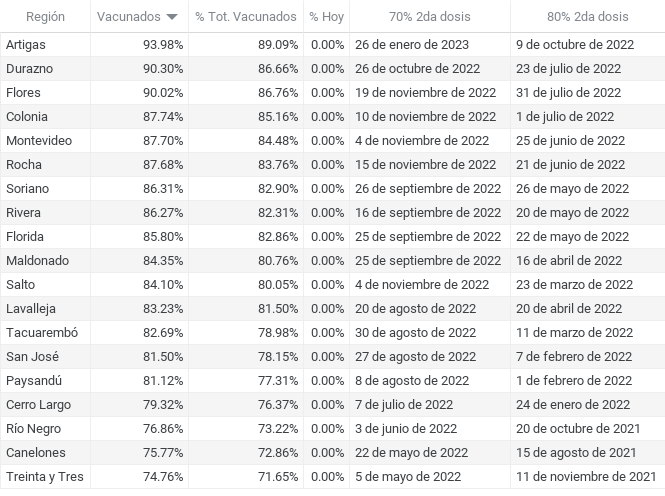 Región Vacunados % Tot. Vacunados % Hoy 70% 2da dosis 80% 2da dosis
Artigas 93.98% 89.09% 0.00% 26 de enero de 2023 9 de octubre de 2022
Durazno 90.30% 86.66% 0.00% 26 de octubre de 2022 23 de julio de 2022
Flores 90.02% 86.76% 0.00% 19 de noviembre de 2022 31 de julio de 2022
Colonia 87.74% 85.16% 0.00% 10 de noviembre de 2022 1 de julio de 2022
Montevideo 87.70% 84.48% 0.00% 4 de noviembre de 2022 25 de junio de 2022
Rocha 87.68% 83.76% 0.00% 15 de noviembre de 2022 21 de junio de 2022
Soriano 86.31% 82.90% 0.00% 26 de septiembre de 2022 26 de mayo de 2022
Rivera 86.27% 82.31% 0.00% 16 de septiembre de 2022 20 de mayo de 2022
Florida 85.80% 82.86% 0.00% 25 de septiembre de 2022 22 de mayo de 2022
Maldonado 84.35% 80.76% 0.00% 25 de septiembre de 2022 16 de abril de 2022
Salto 84.10% 80.05% 0.00% 4 de noviembre de 2022 23 de marzo de 2022
Lavalleja 83.23% 81.50% 0.00% 20 de agosto de 2022 20 de abril de 2022
Tacuarembó 82.69% 78.98% 0.00% 30 de agosto de 2022 11 de marzo de 2022
San José 81.50% 78.15% 0.00% 27 de agosto de 2022 7 de febrero de 2022
Paysandú 81.12% 77.31% 0.00% 8 de agosto de 2022 1 de febrero de 2022
Cerro Largo 79.32% 76.37% 0.00% 7 de julio de 2022 24 de enero de 2022
Río Negro 76.86% 73.22% 0.00% 3 de junio de 2022 20 de octubre de 2021
Canelones 75.77% 72.86% 0.00% 22 de mayo de 2022 15 de agosto de 2021
Treinta y Tres 74.76% 71.65% 0.00% 5 de mayo de 2022 11 de noviembre de 2021